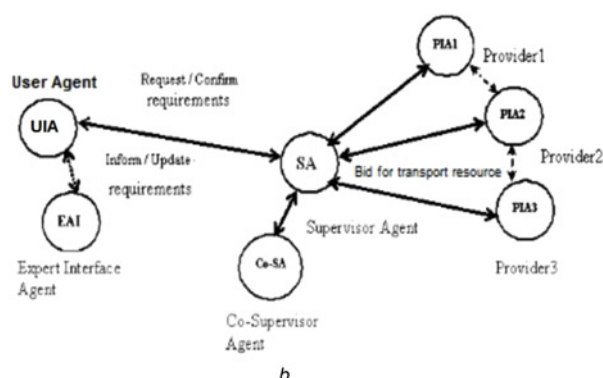 PIA1
Provider1
User Agent
Request / Confirm
requirements
PIA2
UIA
SA
Provider2
Inform / Update
requirements
Bid for transport resource
EAI
PIA3
Supervisor Agent
Expert Interface
Agent
Co-SA
Provider3
Co-Supervisor
Agent
b